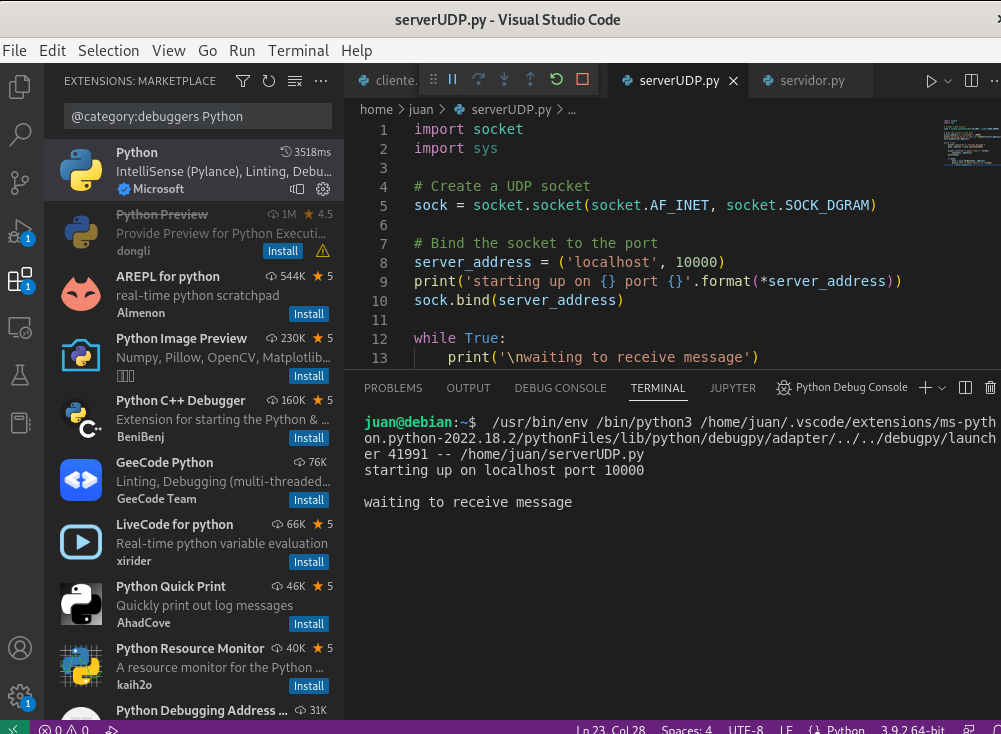 serverUDP.py - Visual Studio Code
File Edit Selection View Go Run Terminal Help
EXTENSIONS: MARKETPLACE
@category:debuggers Python
Python 3518ms
IntelliSense (Pylance), Linting, Debu...
Microsoft
Python Preview 1M 4.5
Provide Preview for Python Executi...
dongli Install
AREPL for python 544K 5
real-time python scratchpad
Almenon Install
Python Image Preview 230K 5
Numpy, Pillow, OpenCV, Matplotlib...
Install
Python C++ Debugger 160K 5
Extension for starting the Python & ...
BeniBenj Install
GeeCode Python 76K
Linting, Debugging (multi-threaded...
GeeCode Team Install
LiveCode for python 66K 5
Real-time python variable evaluation
xirider Install
Python Quick Print 46K 5
Quickly print out log messages
AhadCove Install
Python Resource Monitor 40K 5
A resource monitor for the Python ...
kaih2o Install
Python Debugging Address ... 31K
1
1
1
cliente. serverUDP.py servidor.py
home > juan > serverUDP.py > ...
1 import socket
2 import sys
3
4 # Create a UDP socket
5 sock = socket.socket(socket.AF_INET, socket.SOCK_DGRAM)
6
7 # Bind the socket to the port
8 server_address = ('localhost', 10000)
9 print('starting up on {} port {}'.format(*server_address))
10 sock.bind(server_address)
11
12 while True:
13     print('\nwaiting to receive message')
PROBLEMS OUTPUT DEBUG CONSOLE TERMINAL JUPYTER Python Debug Console
juan@debian:~$  /usr/bin/env /bin/python3 /home/juan/.vscode/extensions/ms-pyth
on.python-2022.18.2/pythonFiles/lib/python/debugpy/adapter/../../debugpy/launch
er 41991 -- /home/juan/serverUDP.py
starting up on localhost port 10000
waiting to receive message
0 0 Ln 23, Col 28 Spaces: 4 UTF-8 LF Python 3.9.2 64-bit